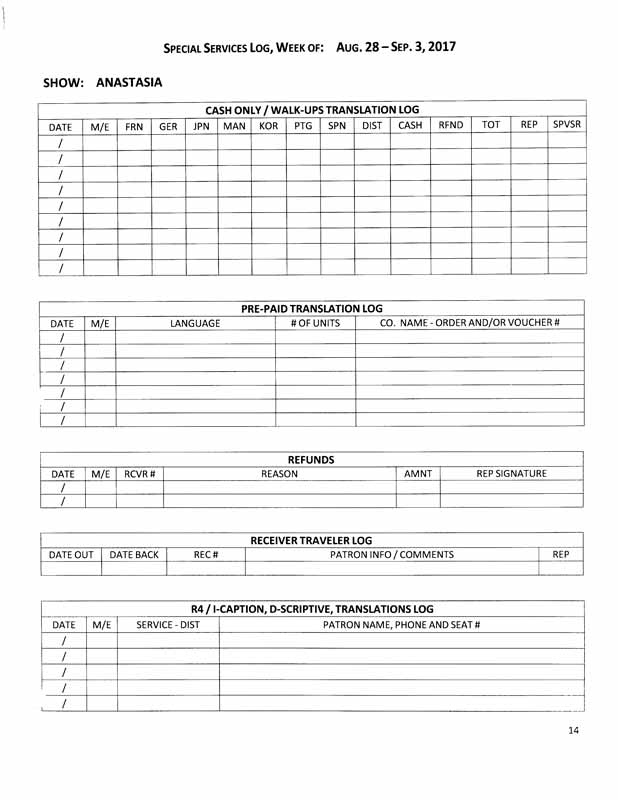 SPECIAL SERVICES LOG, WEEK OF: AUG. 28 – SEP. 3, 2017
SHOW: ANASTASIA
CASH ONLY / WALK-UPS TRANSLATION LOG
DATE M/E FRN GER JPN MAN KOR PTG SPN DIST CASH RFND TOT REP SPVSR
/
/
/
/
/
/
/
/
/
PRE-PAID TRANSLATION LOG
DATE M/E LANGUAGE # OF UNITS CO. NAME - ORDER AND/OR VOUCHER #
/
/
/
/
/
/
/
REFUNDS
DATE M/E RCVR # REASON AMNT REP SIGNATURE
/
/
RECEIVER TRAVELER LOG
DATE OUT DATE BACK REC # PATRON INFO / COMMENTS REP
R4 / I-CAPTION, D-SCRIPTIVE, TRANSLATIONS LOG
DATE M/E SERVICE - DIST PATRON NAME, PHONE AND SEAT #
/
/
/
/
/
14